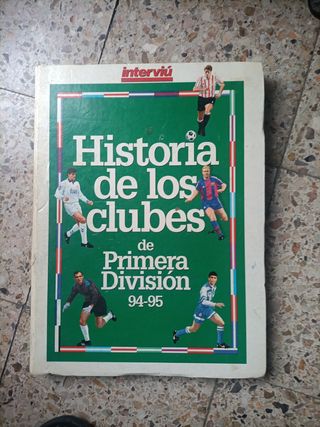 interviú
Historia
de los
clubes
de
Primera
División
94-95